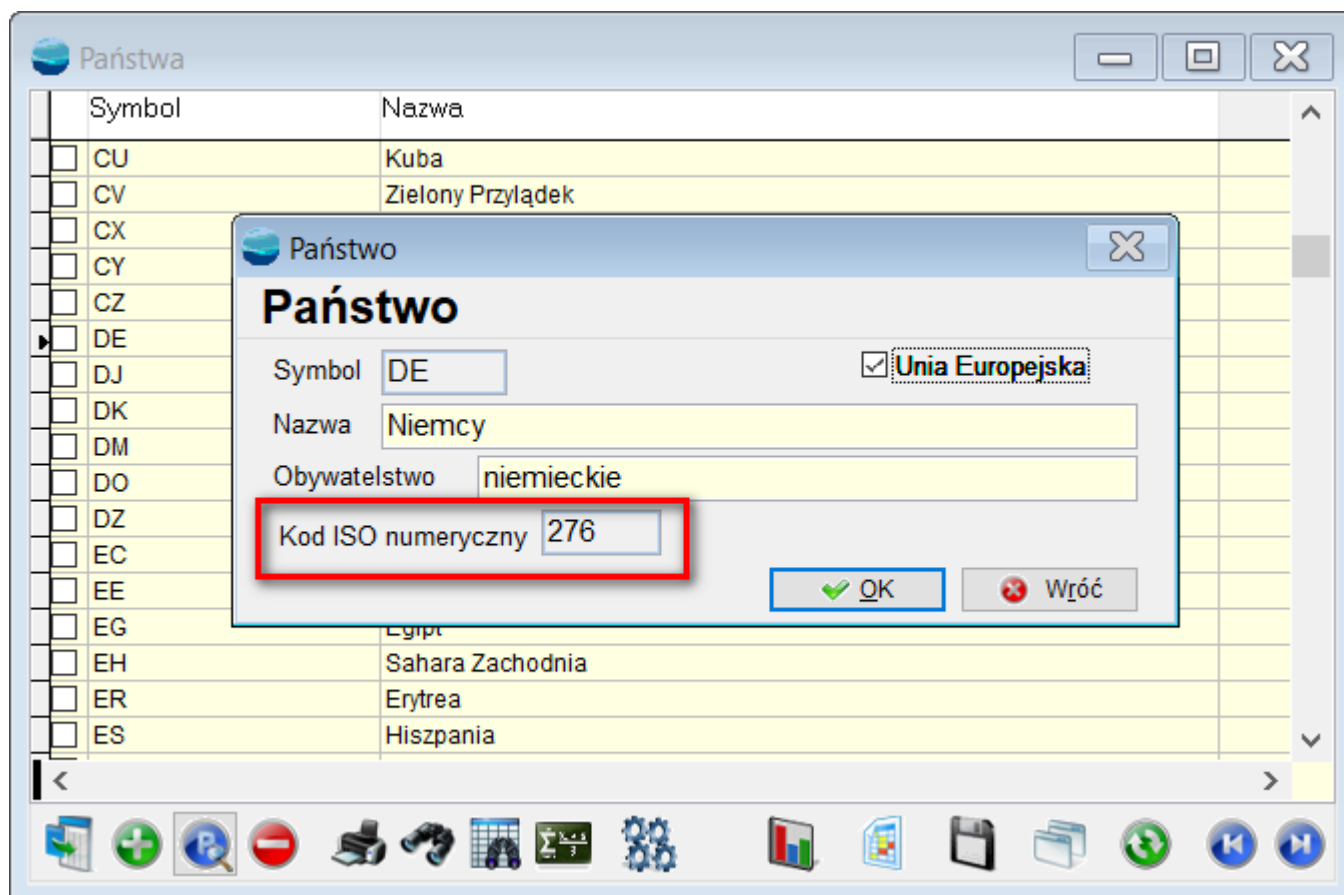 Państwa
Symbol Nazwa
CU Kuba
CV Zielony Przylądek
CX
CY
CZ
DE
DJ
DK
DM
DO
DZ
EC
EE
EG Egipt
EH Sahara Zachodnia
ER Erytrea
ES Hiszpania
Państwo
Państwo
Symbol DE Unia Europejska
Nazwa Niemcy
Obywatelstwo niemieckie
Kod ISO numeryczny 276
OK Wróć